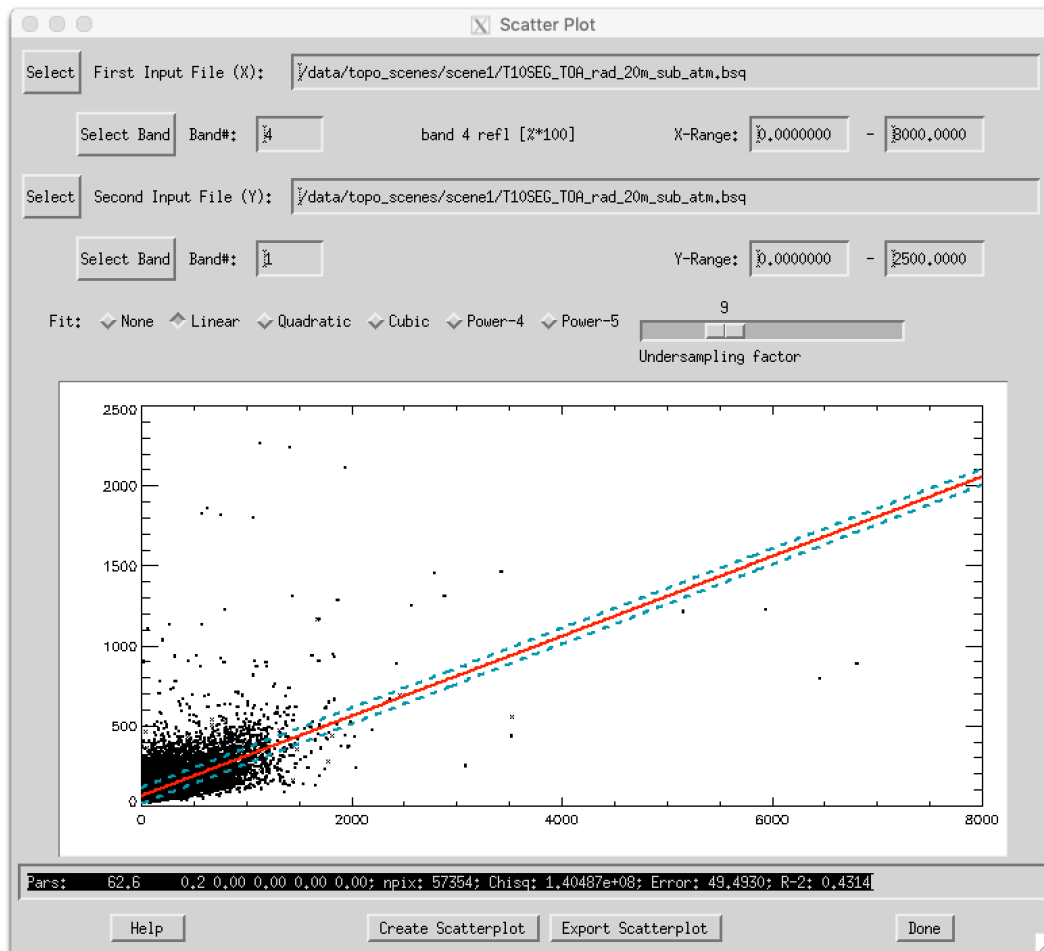 Scatter Plot
Select First Input File (X): /data/topo_scenes/scene1/T10SEG_TOA_rad_20m_sub_atm.bsq
Select Band Band#: 4 band 4 refl [%*100] X-Range: 0.0000000 - 8000.0000
Select Second Input File (Y): /data/topo_scenes/scene1/T10SEG_TOA_rad_20m_sub_atm.bsq
Select Band Band#: 1 Y-Range: 0.0000000 - 2500.0000
9
Fit: None Linear Quadratic Cubic Power-4 Power-5
Undersampling factor
2500
2000
1500
1000
500
0
0 2000 4000 6000 8000
Pars: 62.6 0.2 0.00 0.00 0.00 0.00; npix: 57354; Chisq: 1.40487e+08; Error: 49.4930; R-2: 0.4314
Help Create Scatterplot Export Scatterplot Done